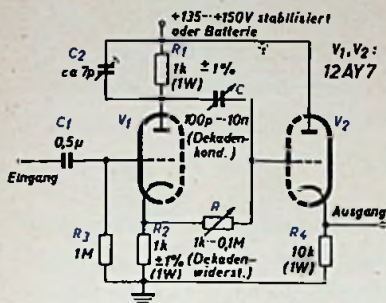 +135···+150V stabilisiert
oder Batterie
C2
ca 7p
R1
1k ±1%
(1W)
C
V1, V2:
12AY7
C1
0,5µ
V1
100p···10n
(Dekaden-
kond.)
V2
Eingang
R
Ausgang
R3
1M
R2
1k
±1%
(1W)
1k···0,1M
(Dekaden-
widerst.)
R4
10k
(1W)